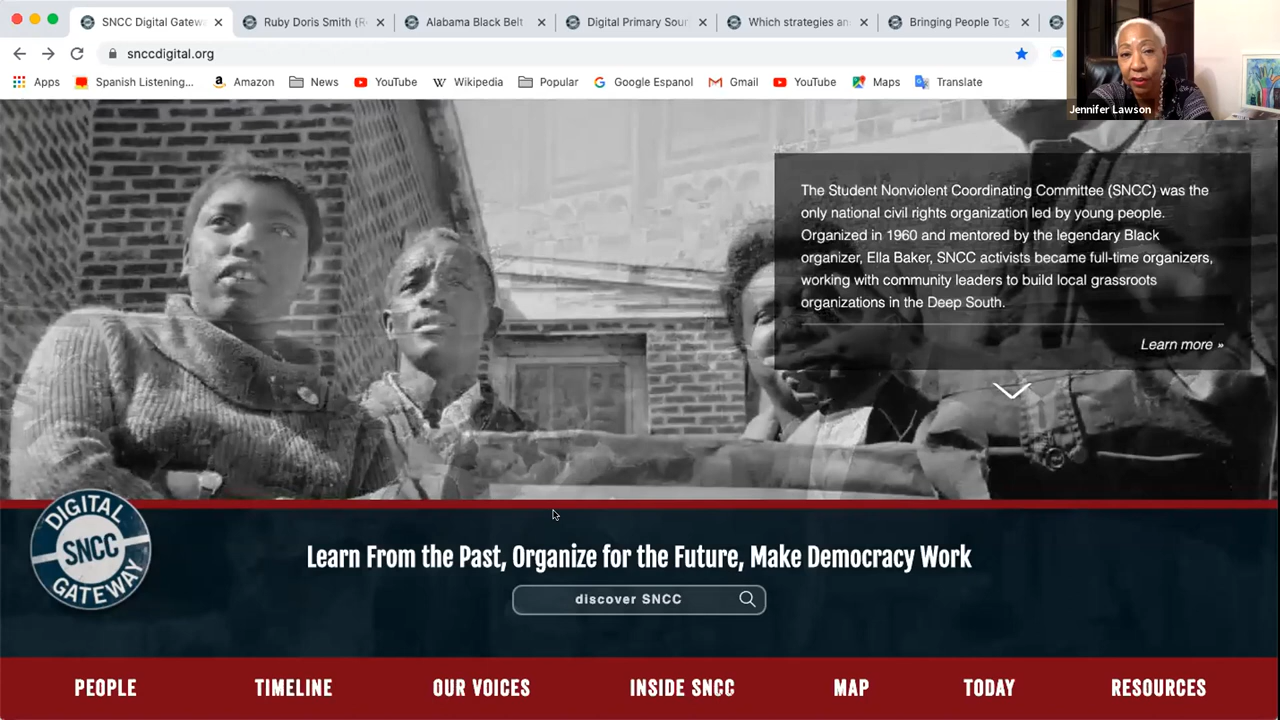 SNCC Digital Gatew
Ruby Doris Smith (R
Alabama Black Belt
Digital Primary Sour
Which strategies an
Bringing People Tog
snccdigital.org
Apps
Spanish Listening...
Amazon
News
YouTube
Wikipedia
Popular
Google Espanol
Gmail
YouTube
Maps
Translate
Jennifer Lawson
The Student Nonviolent Coordinating Committee (SNCC) was the
only national civil rights organization led by young people.
Organized in 1960 and mentored by the legendary Black
organizer, Ella Baker, SNCC activists became full-time organizers,
working with community leaders to build local grassroots
organizations in the Deep South.
Learn more »
DIGITAL
SNCC
GATEWAY
Learn From the Past, Organize for the Future, Make Democracy Work
discover SNCC
PEOPLE
TIMELINE
OUR VOICES
INSIDE SNCC
MAP
TODAY
RESOURCES